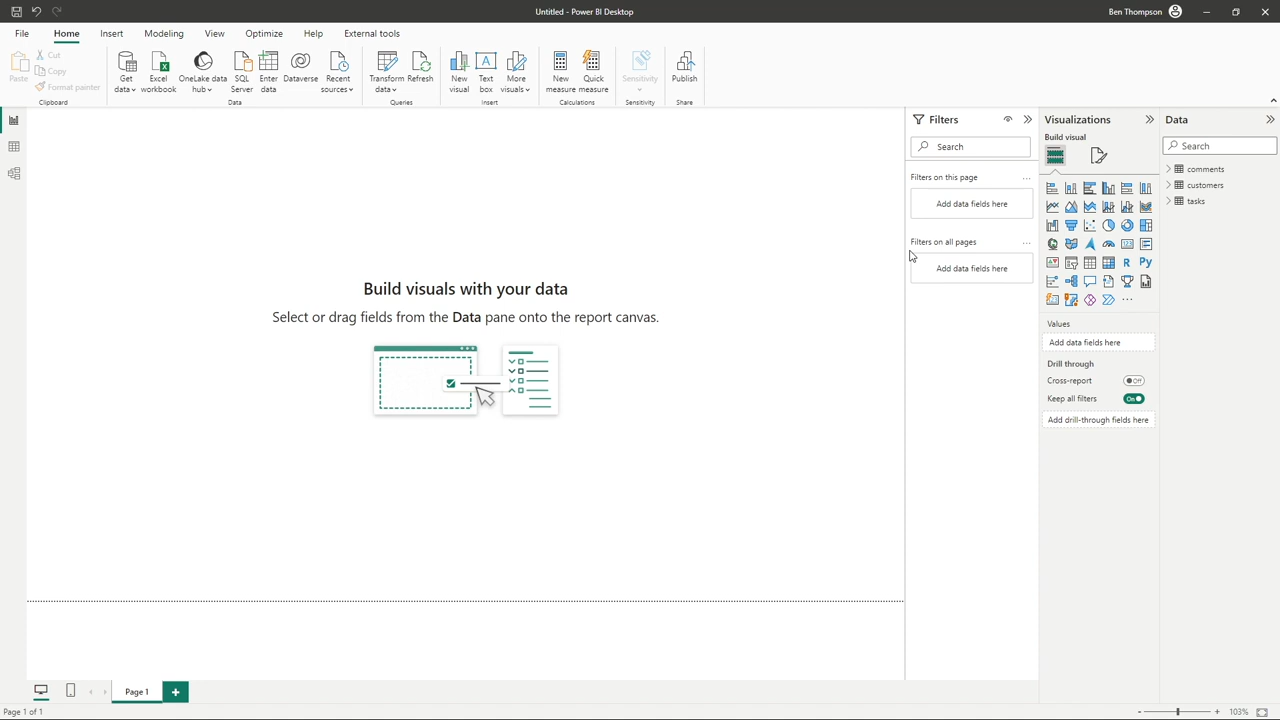 Untitled - Power BI Desktop
Ben Thompson
File Home Insert Modeling View Optimize Help External tools
Paste
Cut
Copy
Format painter
Clipboard
Get data
Excel workbook
OneLake data hub
SQL Server
Enter data
Dataverse
Recent sources
Data
Transform data
Refresh
Queries
New visual
Text box
More visuals
Insert
New measure
Quick measure
Calculations
Sensitivity
Sensitivity
Publish
Share
Filters
Search
Filters on this page
Add data fields here
Filters on all pages
Add data fields here
Visualizations
Build visual
R
Py
Values
Add data fields here
Drill through
Cross-report
Off
Keep all filters
On
Add drill-through fields here
Data
Search
comments
customers
tasks
Build visuals with your data
Select or drag fields from the Data pane onto the report canvas.
Page 1
Page 1 of 1
103%